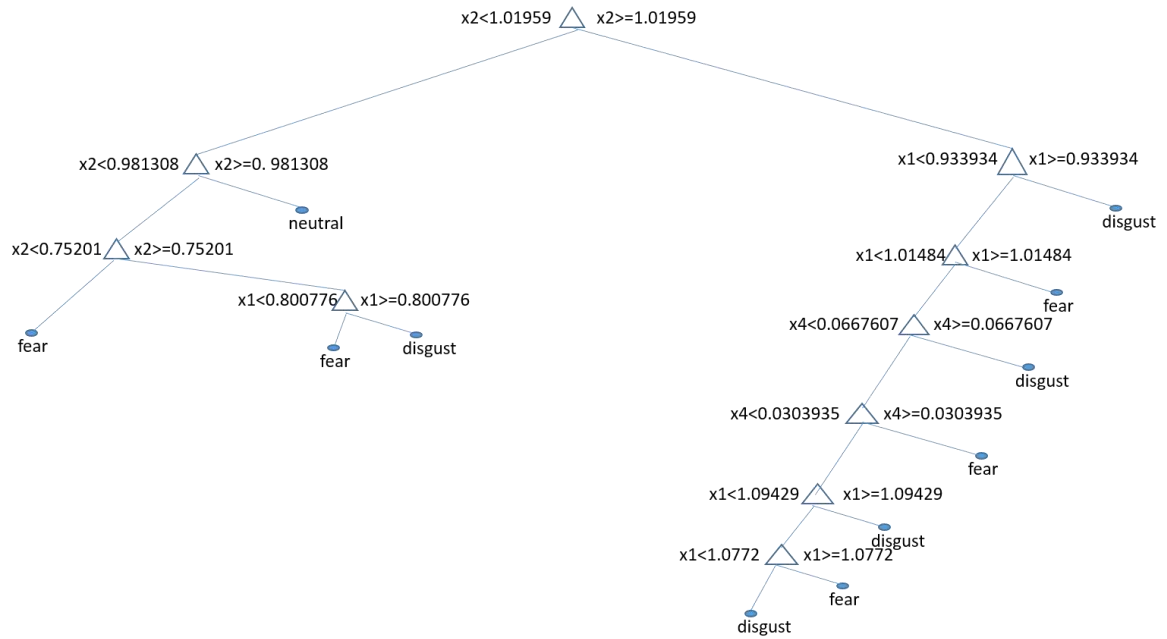 x2<1.01959 x2>=1.01959
x2<0.981308 x2>=0. 981308
x1<0.933934 x1>=0.933934
neutral
disgust
x2<0.75201 x2>=0.75201
x1<1.01484 x1>=1.01484
x1<0.800776 x1>=0.800776
fear
x4<0.0667607 x4>=0.0667607
fear
fear
disgust
disgust
x4<0.0303935 x4>=0.0303935
fear
x1<1.09429 x1>=1.09429
disgust
x1<1.0772 x1>=1.0772
fear
disgust